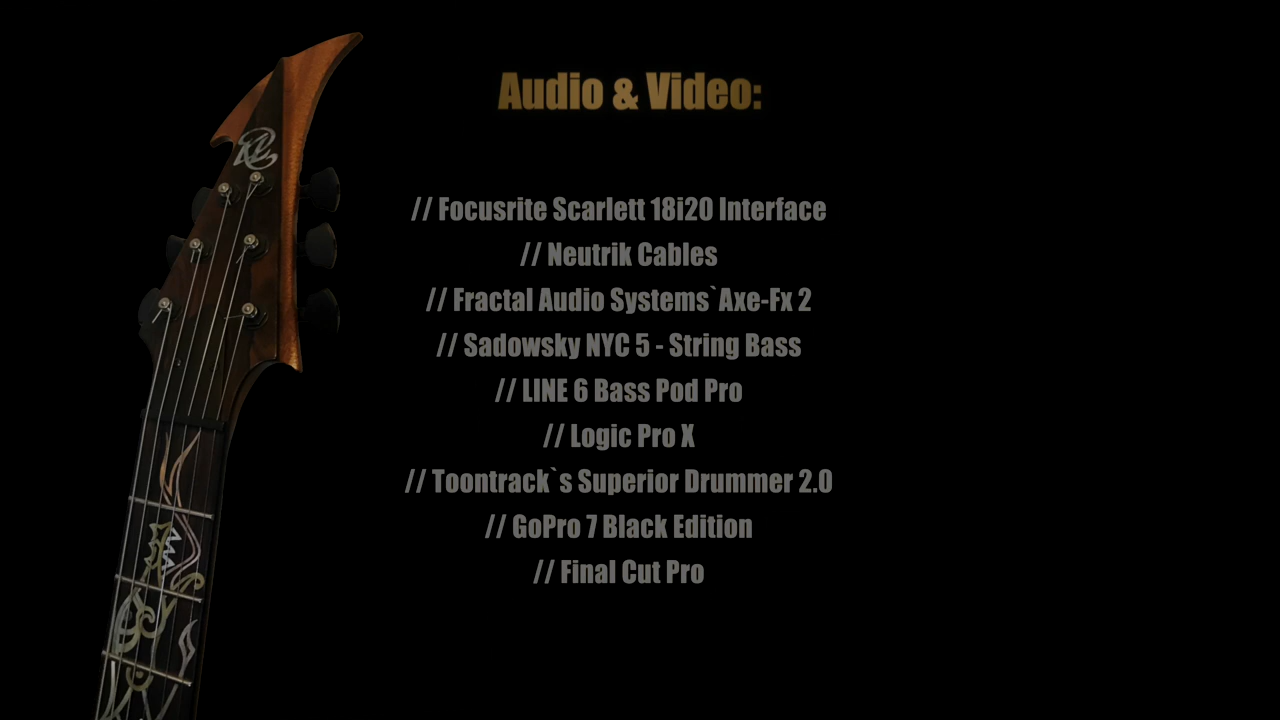 Audio & Video:
// Focusrite Scarlett 18i20 Interface
// Neutrik Cables
// Fractal Audio Systems`Axe-Fx 2
// Sadowsky NYC 5 - String Bass
// LINE 6 Bass Pod Pro
// Logic Pro X
// Toontrack`s Superior Drummer 2.0
// GoPro 7 Black Edition
// Final Cut Pro